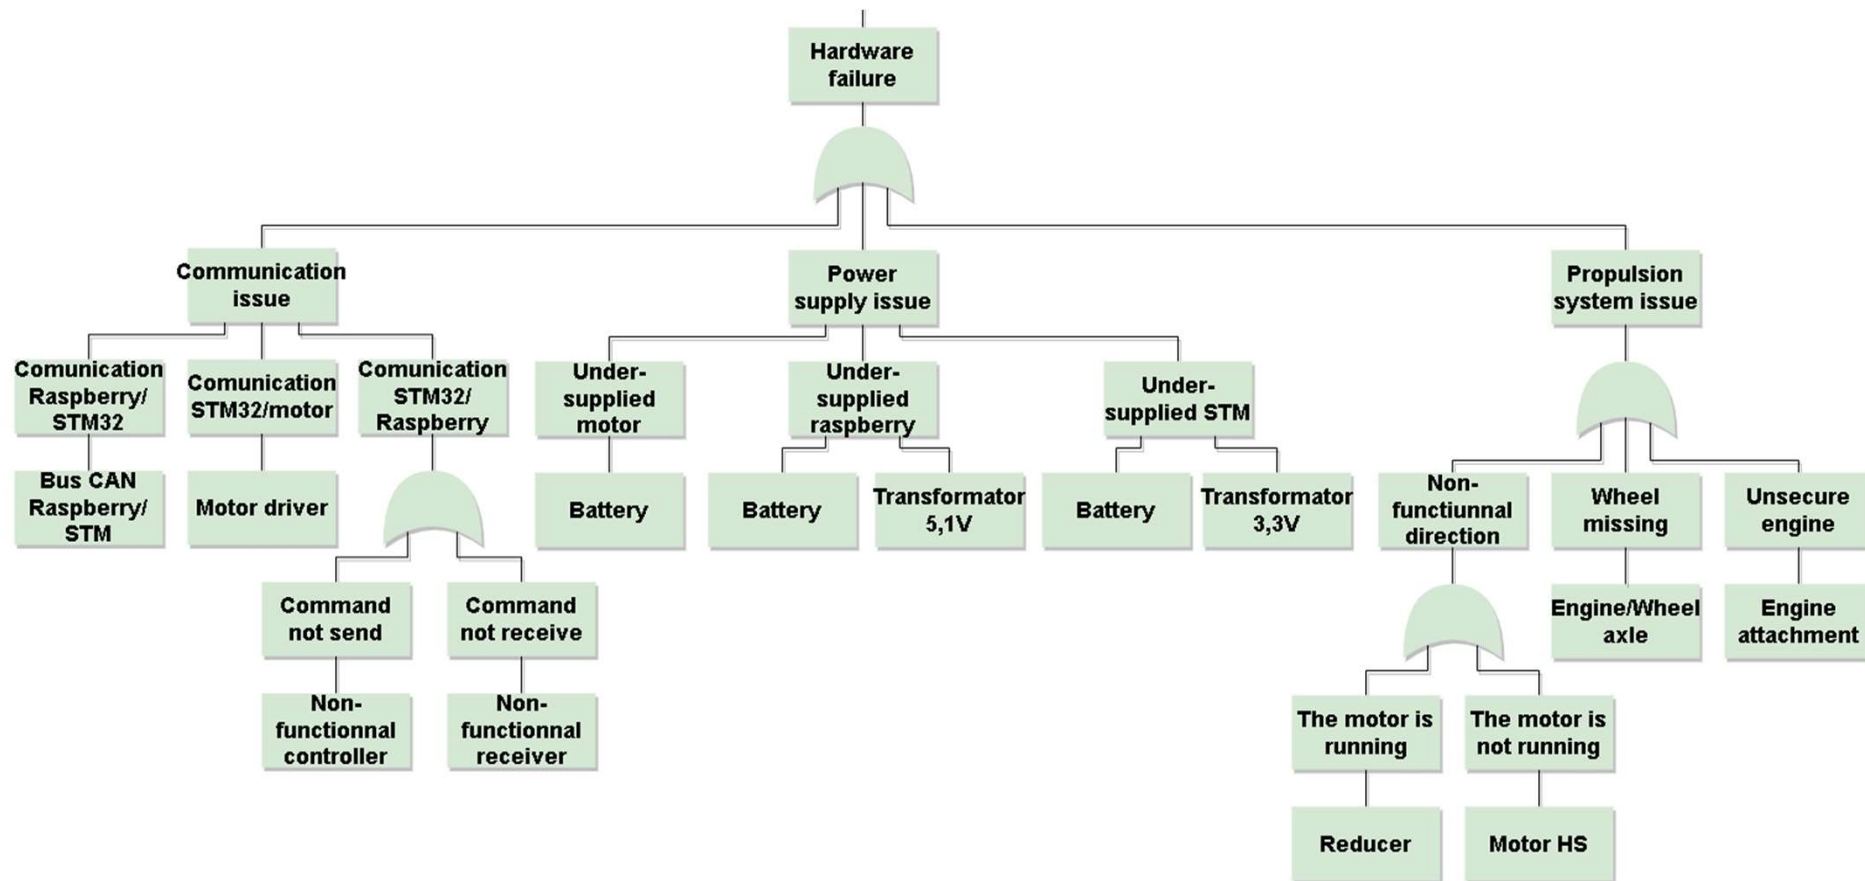 Hardware
failure
Communication
issue
Power
supply issue
Propulsion
system issue
Comunication
Raspberry/
STM32
Comunication
STM32/motor
Comunication
STM32/
Raspberry
Under-
supplied
motor
Under-
supplied
raspberry
Under-
supplied STM
Bus CAN
Raspberry/
STM
Motor driver
Battery
Battery
Transformator
5,1V
Battery
Transformator
3,3V
Non-
functiunnal
direction
Wheel
missing
Unsecure
engine
Command
not send
Command
not receive
Engine/Wheel
axle
Engine
attachment
Non-
functionnal
controller
Non-
functionnal
receiver
The motor is
running
The motor is
not running
Reducer
Motor HS